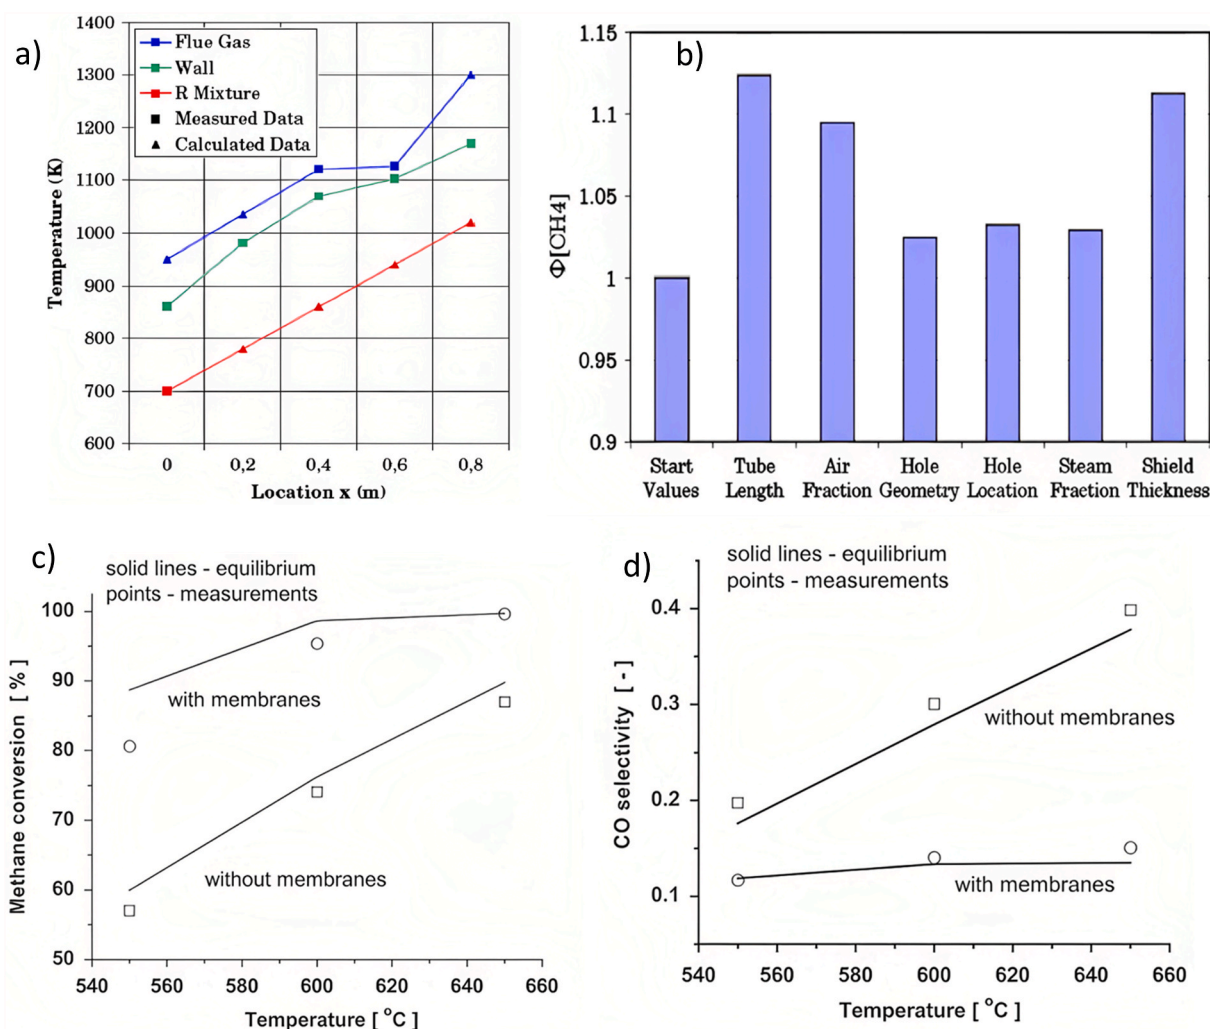 a)
1400
1300
1200
1100
1000
900
800
700
600
Temperature (K)
Flue Gas
Wall
R Mixture
Measured Data
Calculated Data
0
0,2
0,4
0,6
0,8
Location x (m)
b)
1.15
1.1
1.05
1
0.95
0.9
Φ[CH4]
Start Values
Tube Length
Air Fraction
Hole Geometry
Hole Location
Steam Fraction
Shield Thickness
c)
solid lines - equilibrium
points - measurements
100
90
80
70
60
50
Methane conversion [ % ]
with membranes
without membranes
540
560
580
600
620
640
660
Temperature [ °C ]
d)
solid lines - equilibrium
points - measurements
0.4
0.3
0.2
0.1
CO selectivity [ - ]
without membranes
with membranes
540
560
580
600
620
640
660
Temperature [ °C ]